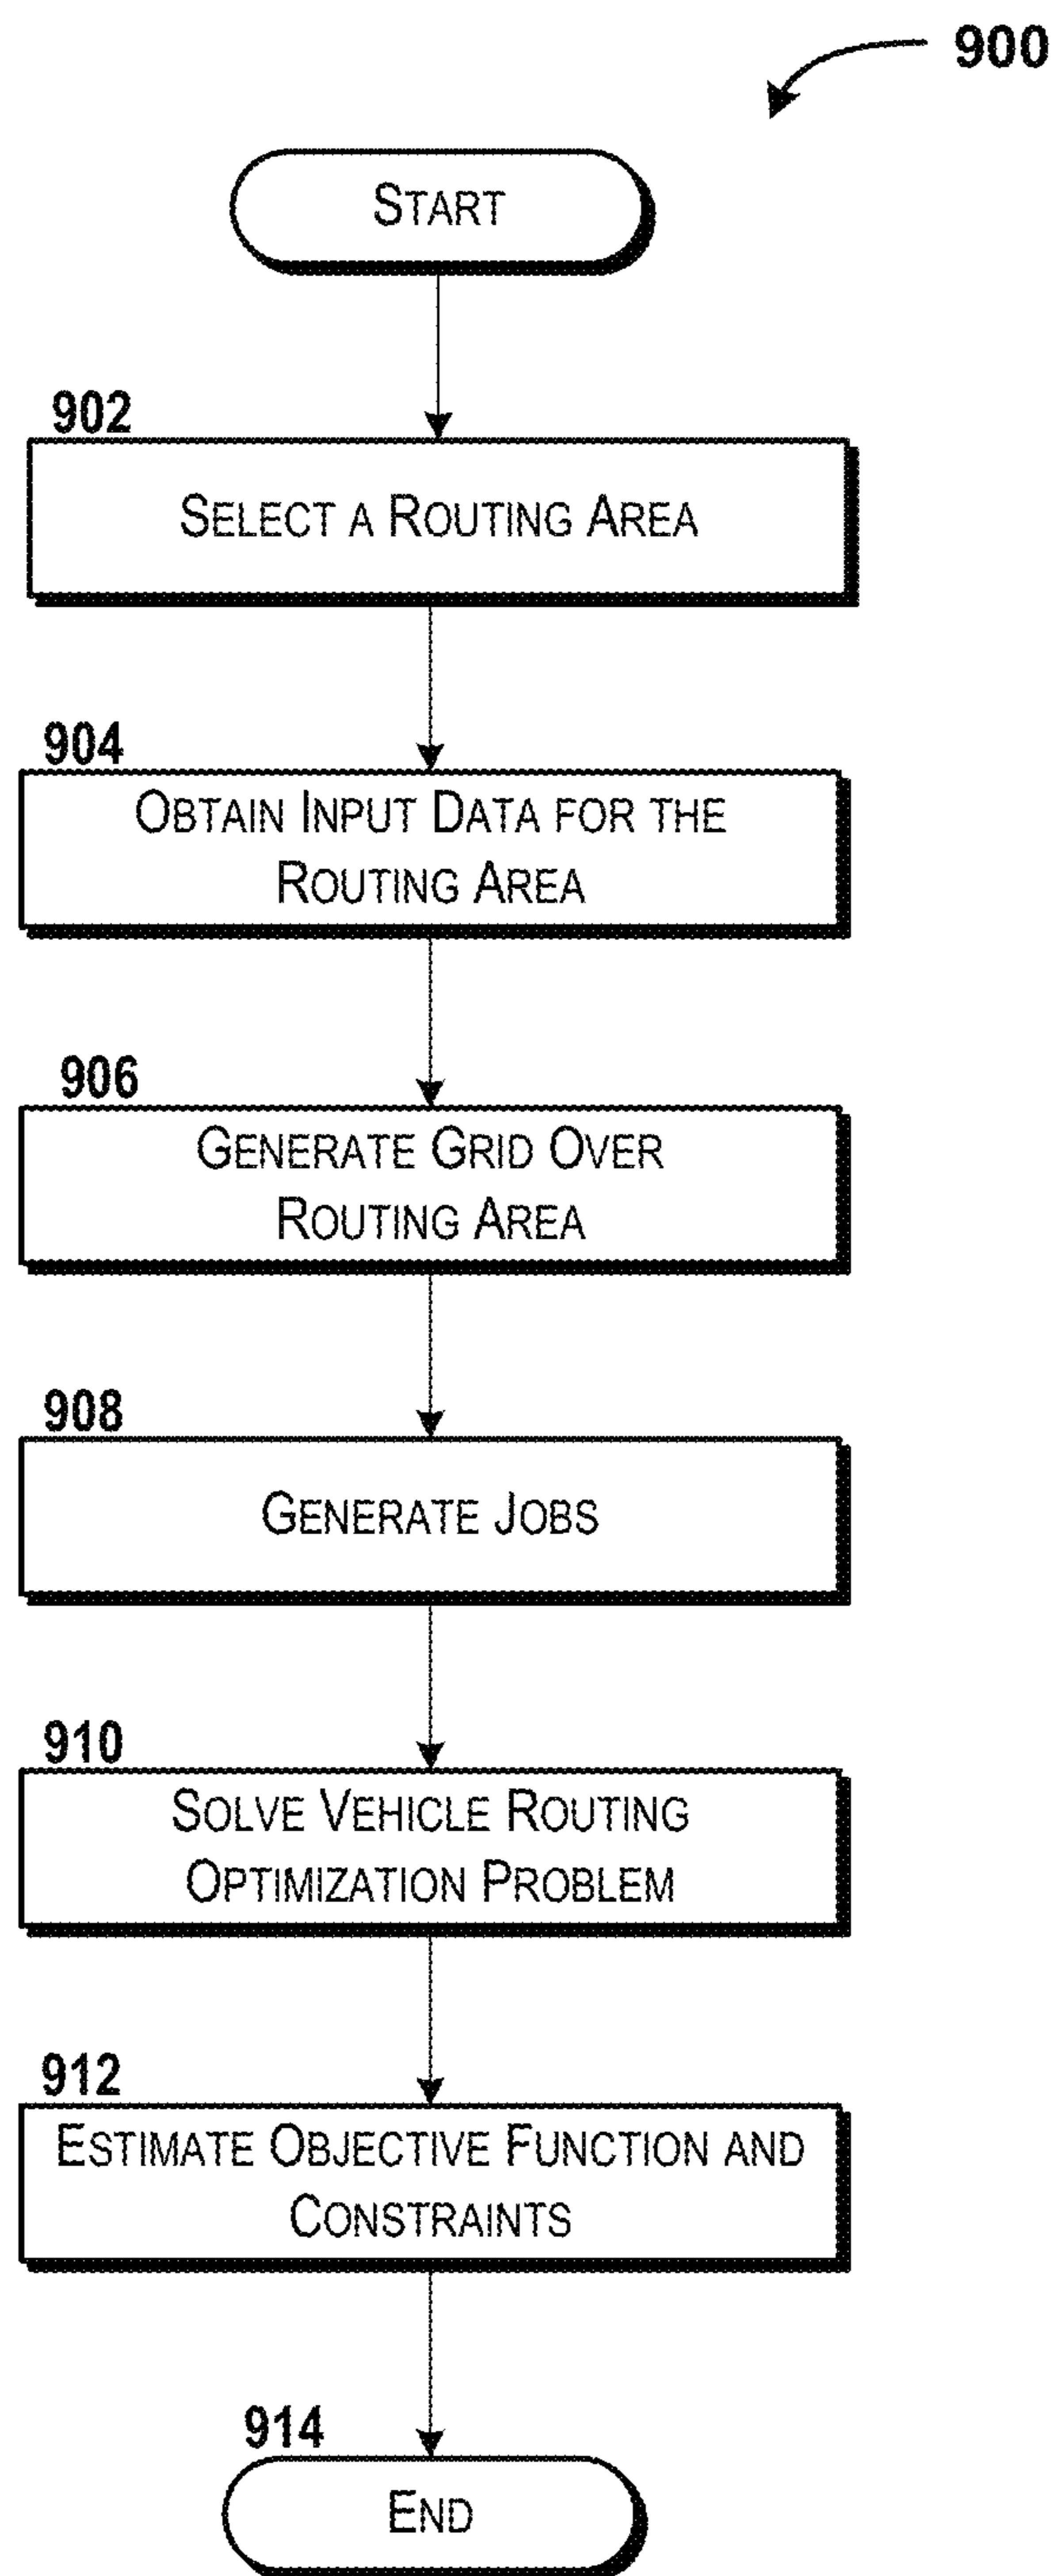 900
START
902
SELECT A ROUTING AREA
904
OBTAIN INPUT DATA FOR THE
ROUTING AREA
906
GENERATE GRID OVER
ROUTING AREA
908
GENERATE JOBS
910
SOLVE VEHICLE ROUTING
OPTIMIZATION PROBLEM
912
ESTIMATE OBJECTIVE FUNCTION AND
CONSTRAINTS
914
END